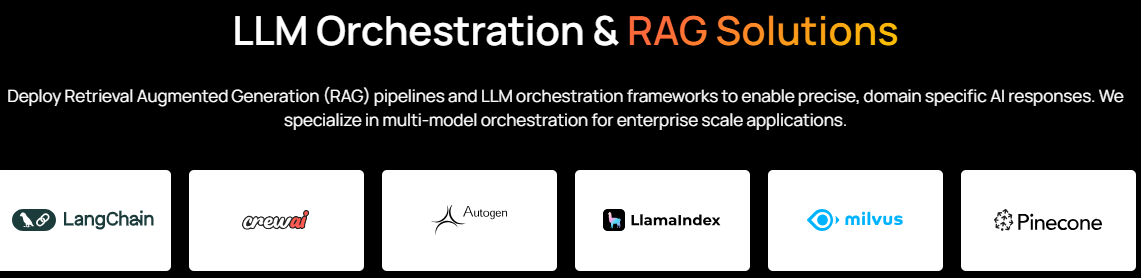 LLM Orchestration & RAG Solutions
Deploy Retrieval Augmented Generation (RAG) pipelines and LLM orchestration frameworks to enable precise, domain specific AI responses. We
specialize in multi-model orchestration for enterprise scale applications.
LangChain
crewai
Autogen
LlamaIndex
milvus
Pinecone